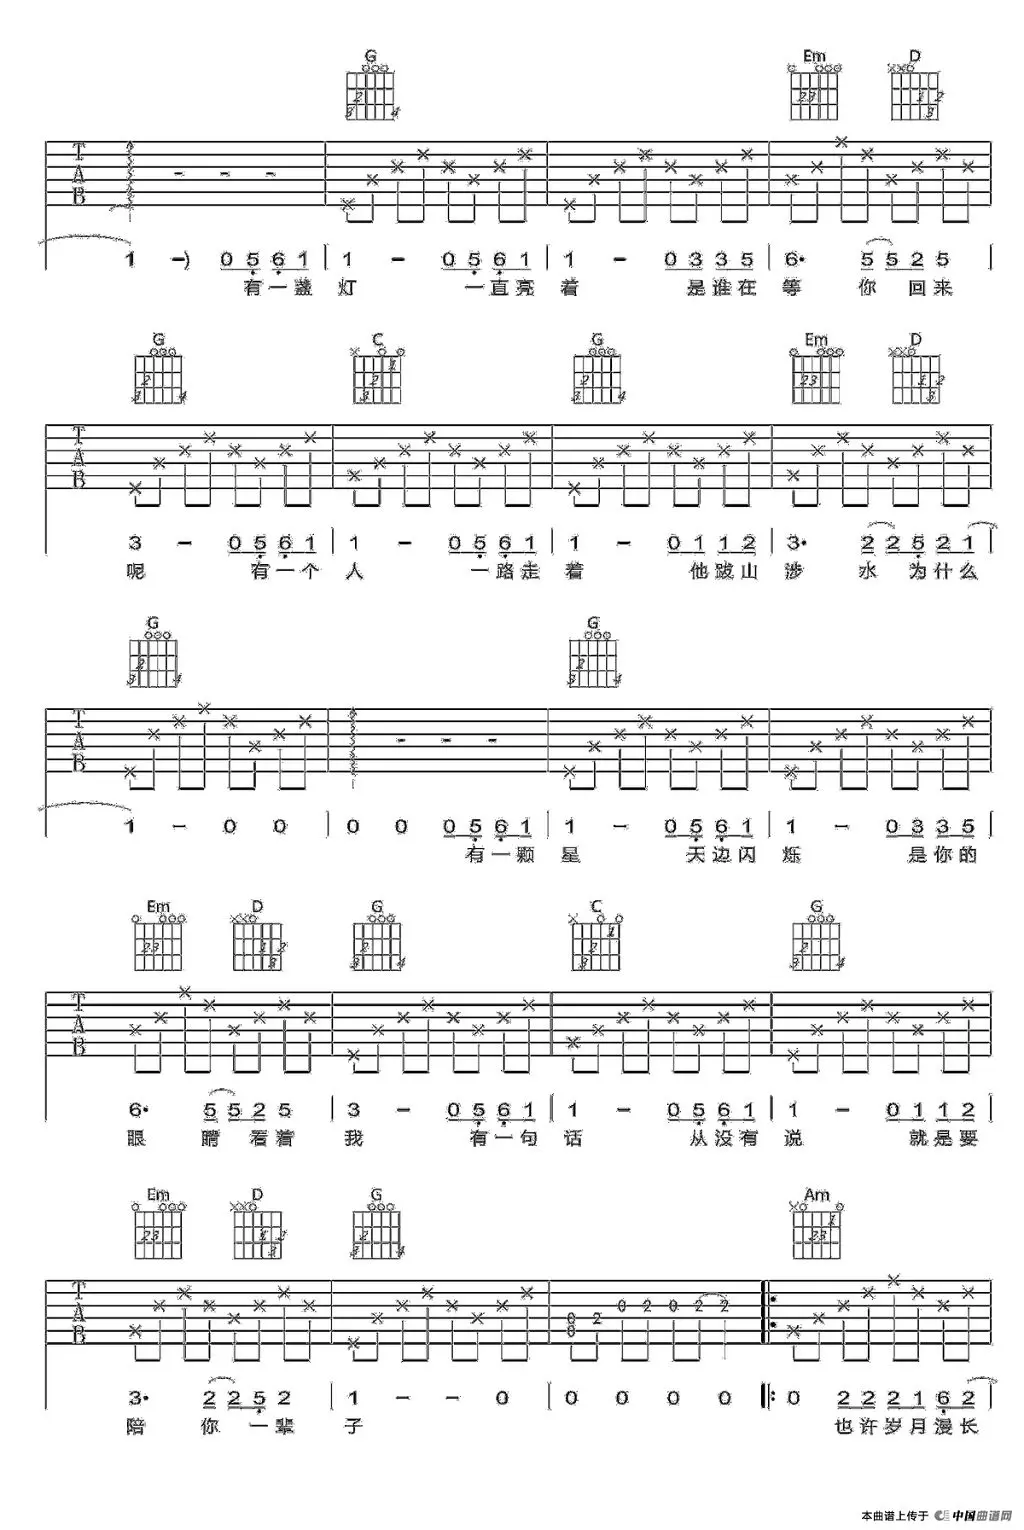 G Em D
T
A
B
1 -) 0 5 6 1 | 1 - 0 5 6 1 | 1 - 0 3 3 5 | 6· 5 5 2 5 |
有一盏 灯 一直亮 着 是谁在 等 你 回来
G C G Em D
T
A
B
3 - 0 5 6 1 | 1 - 0 5 6 1 | 1 - 0 1 1 2 | 3· 2 2 5 2 1 |
呢 有一个 人 一路走 着 他跋山 涉 水 为什么
G G
T
A
B
1 - 0 0 | 0 0 0 5 6 1 | 1 - 0 5 6 1 | 1 - 0 3 3 5 |
有一颗 星 天边闪 烁 是你的
Em D G C G
T
A
B
6· 5 5 2 5 | 3 - 0 5 6 1 | 1 - 0 5 6 1 | 1 - 0 1 1 2 |
眼 睛 看着 我 有一句 话 从没有 说 就是要
Em D G Am
T
A
B
0 0 2 0 2 0 2 2
3· 2 2 5 2 | 1 - - 0 | 0 0 0 0 |: 0 2 2 2 1 6 2 |
陪 你 一辈 子 也许岁月漫长
本曲谱上传于 中国曲谱网